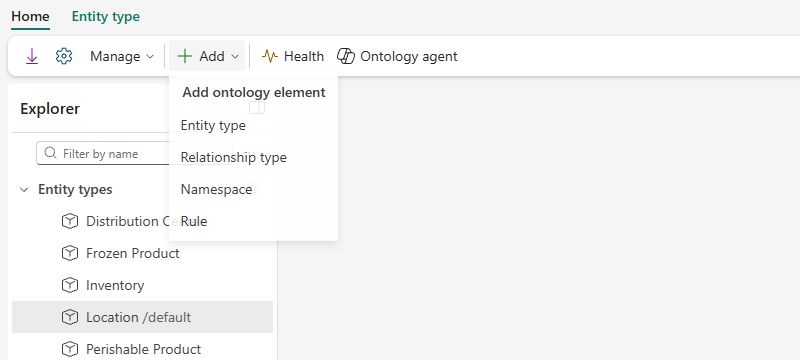 Home Entity type
Manage Add Health Ontology agent
Add ontology element
Explorer
Entity type
Filter by name
Relationship type
Entity types
Namespace
Distribution
Rule
Frozen Product
Inventory
Location /default
Perishable Product